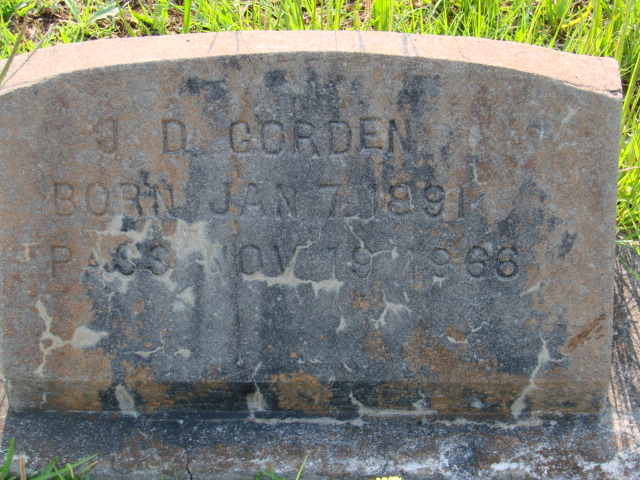 J D GORDEN
BORN JAN 7 1891
PASS NOV 19 1966